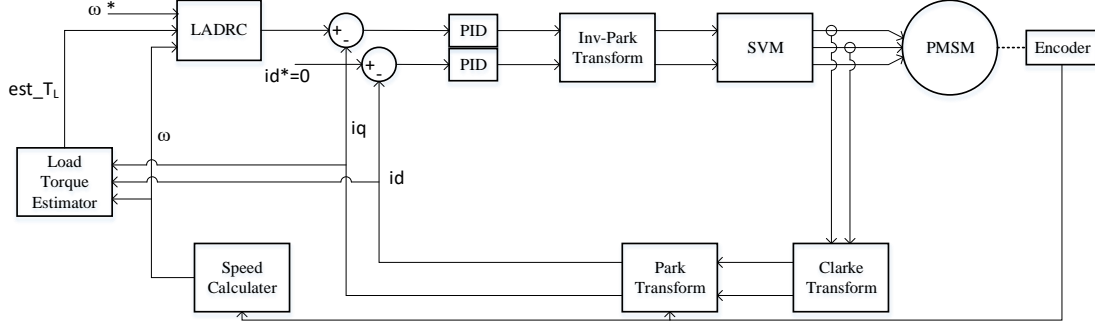 ω *
LADRC
+
-
PID
Inv-Park
Transform
SVM
PMSM
Encoder
id*=0
+
-
PID
est_TL
ω
iq
id
Load
Torque
Estimator
Speed
Calculater
Park
Transform
Clarke
Transform